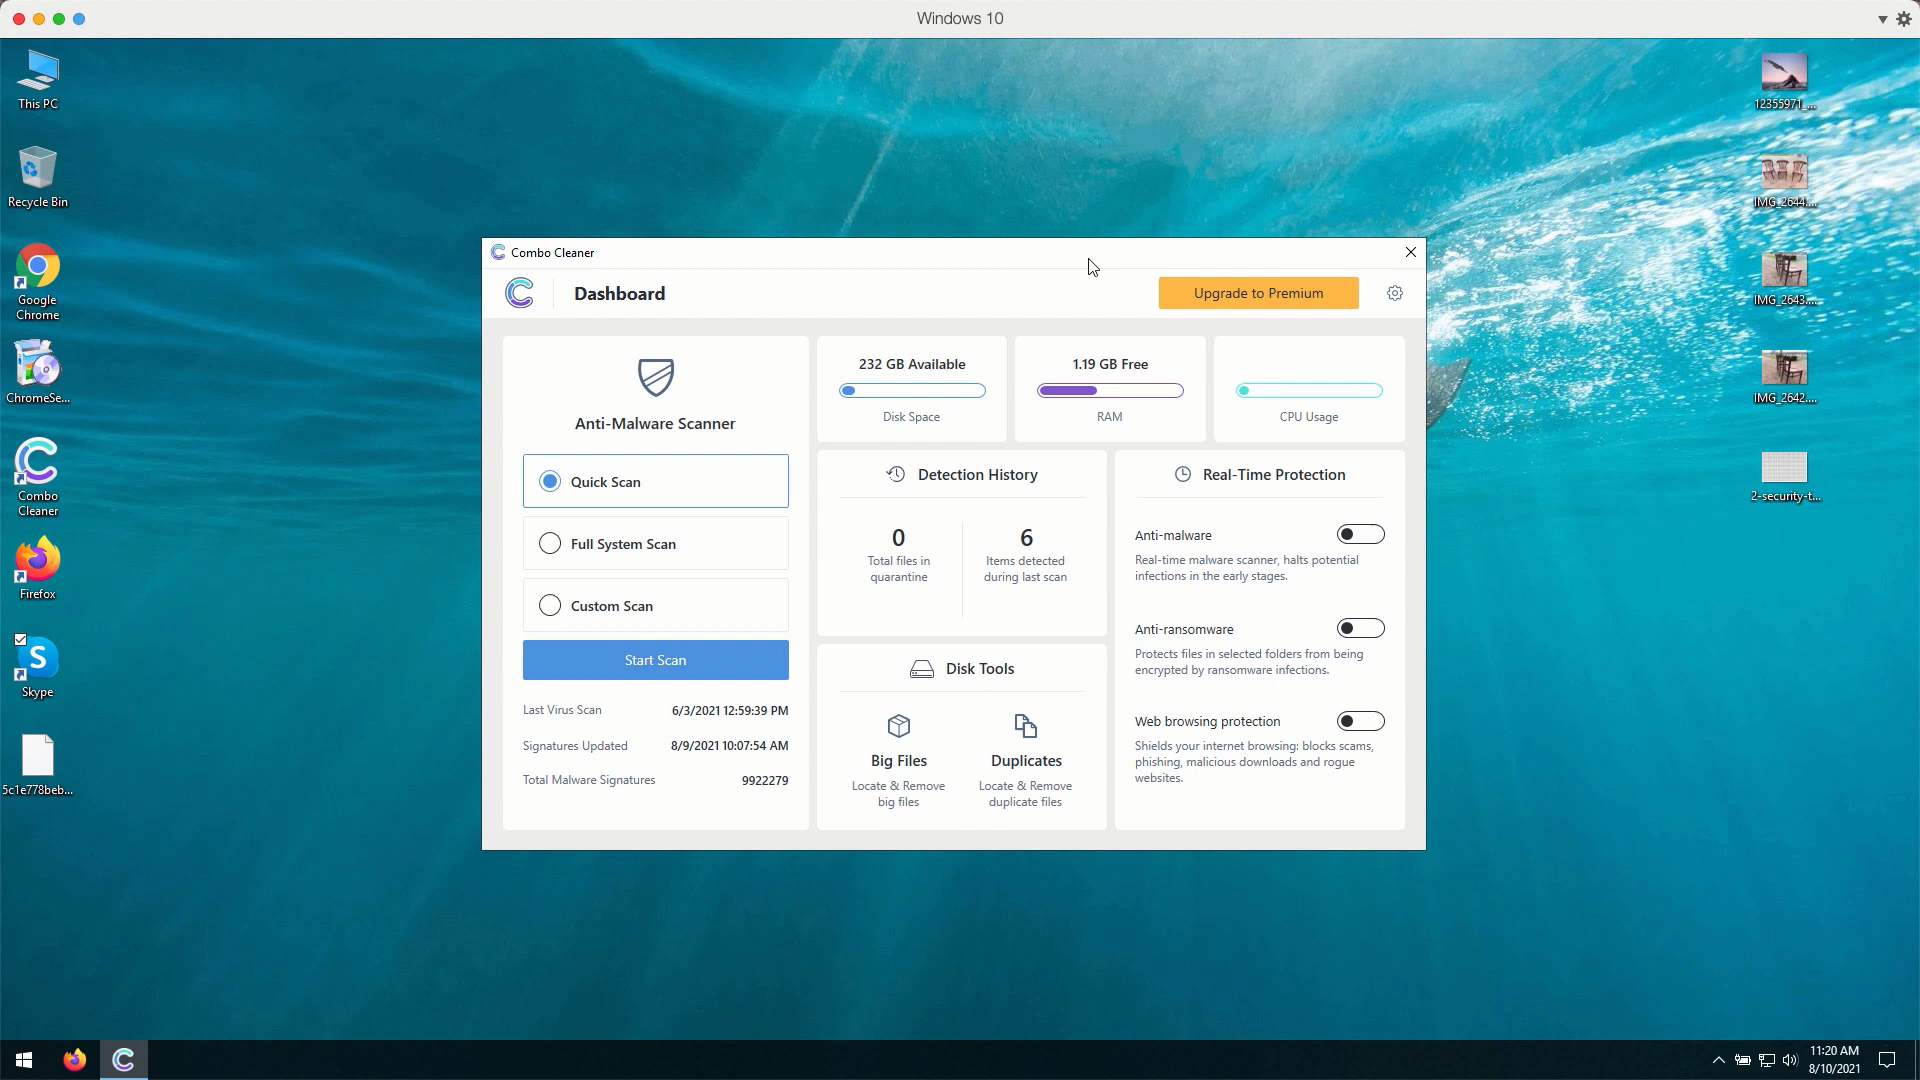 Windows 10
This PC
Recycle Bin
Google
Chrome
ChromeSe...
Combo
Cleaner
Firefox
Skype
5c1e778beb...
12355971_...
IMG_2644....
IMG_2643....
IMG_2642....
2-security-t...
Combo Cleaner
Dashboard
Upgrade to Premium
Anti-Malware Scanner
Quick Scan
Full System Scan
Custom Scan
Start Scan
Last Virus Scan 6/3/2021 12:59:39 PM
Signatures Updated 8/9/2021 10:07:54 AM
Total Malware Signatures 9922279
232 GB Available
Disk Space
1.19 GB Free
RAM
CPU Usage
Detection History
0
Total files in
quarantine
6
Items detected
during last scan
Disk Tools
Big Files
Locate & Remove
big files
Duplicates
Locate & Remove
duplicate files
Real-Time Protection
Anti-malware
Real-time malware scanner, halts potential
infections in the early stages.
Anti-ransomware
Protects files in selected folders from being
encrypted by ransomware infections.
Web browsing protection
Shields your internet browsing: blocks scams,
phishing, malicious downloads and rogue
websites.
11:20 AM
8/10/2021